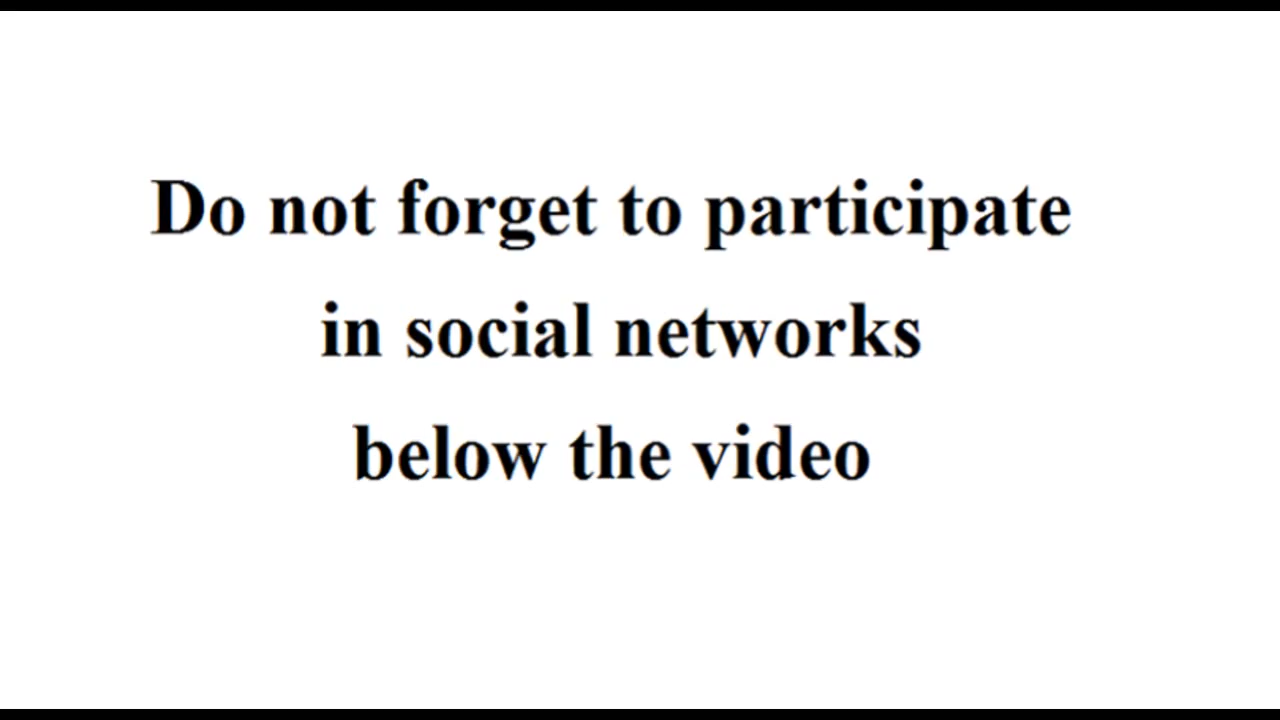 Do not forget to participate
in social networks
below the video